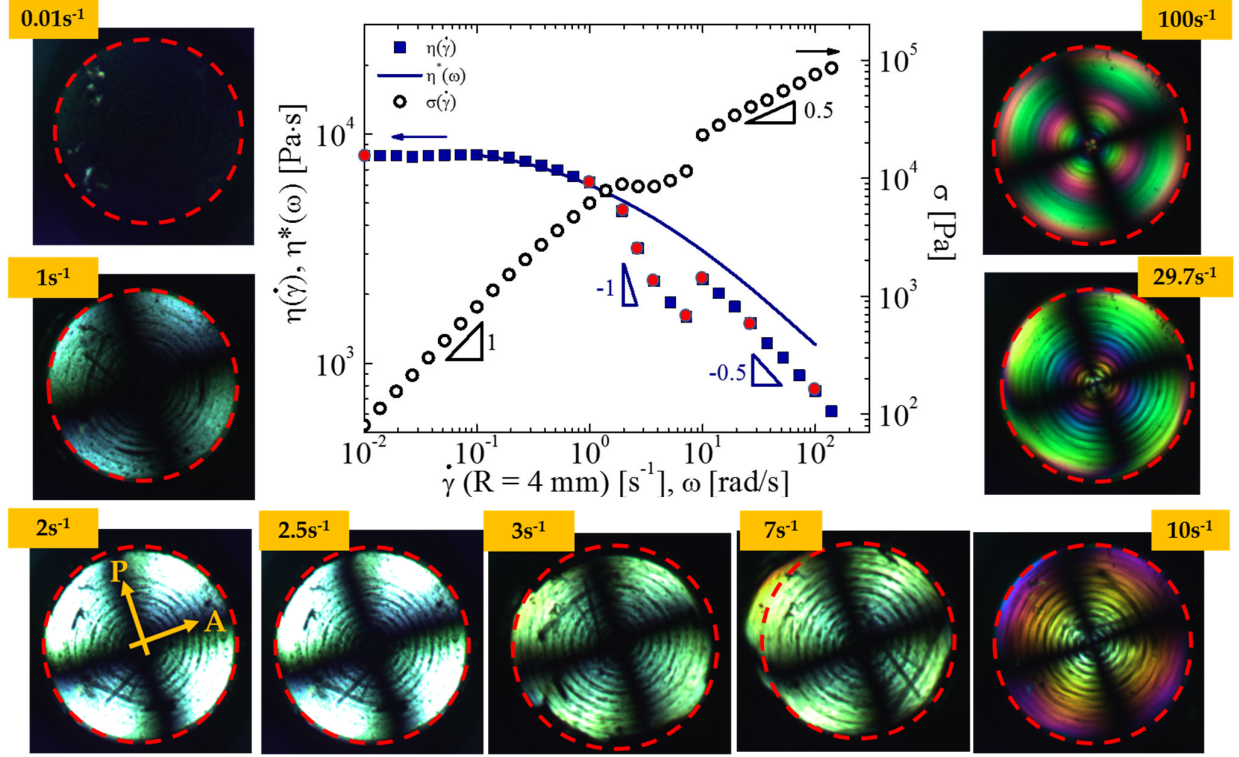 0.01s⁻¹
100s⁻¹
1s⁻¹
29.7s⁻¹
2s⁻¹
2.5s⁻¹
3s⁻¹
7s⁻¹
10s⁻¹
P
A
η(γ̇)
η*(ω)
σ(γ̇)
η(γ̇), η*(ω) [Pa·s]
10⁴
10³
σ [Pa]
10⁵
10⁴
10³
10²
0.5
1
-1
-0.5
10⁻² 10⁻¹ 10⁰ 10¹ 10²
γ̇ (R = 4 mm) [s⁻¹], ω [rad/s]